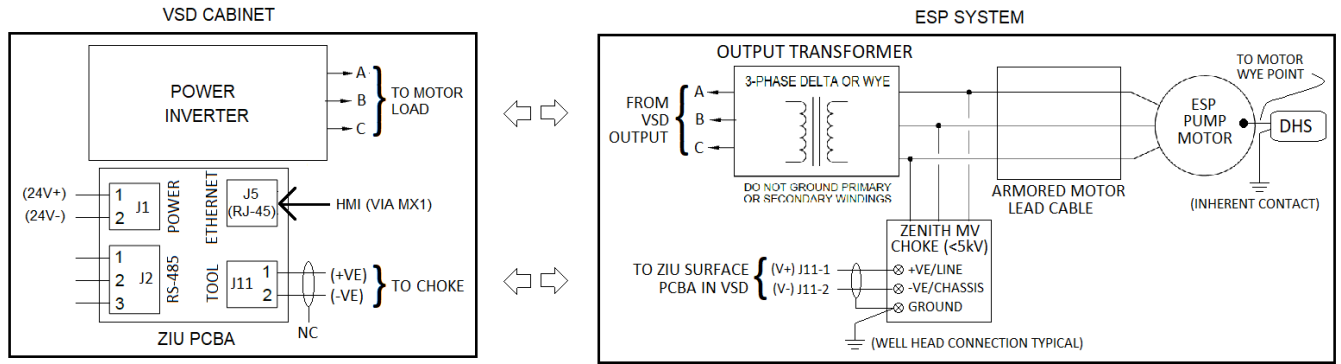 VSD CABINET
POWER
INVERTER
A
B
C
TO MOTOR
LOAD
(24V+)
(24V-)
1
2
J1
POWER
ETHERNET
J5
(RJ-45)
HMI (VIA MX1)
1
2
3
J2
RS-485
TOOL
J11
1
2
(+VE)
(-VE)
TO CHOKE
NC
ZIU PCBA
ESP SYSTEM
OUTPUT TRANSFORMER
3-PHASE DELTA OR WYE
FROM
VSD
OUTPUT
A
B
C
DO NOT GROUND PRIMARY
OR SECONDARY WINDINGS
ARMORED MOTOR
LEAD CABLE
ESP
PUMP
MOTOR
TO MOTOR
WYE POINT
DHS
(INHERENT CONTACT)
ZENITH MV
CHOKE (<5kV)
TO ZIU SURFACE
PCBA IN VSD
(V+) J11-1
(V-) J11-2
+VE/LINE
-VE/CHASSIS
GROUND
(WELL HEAD CONNECTION TYPICAL)